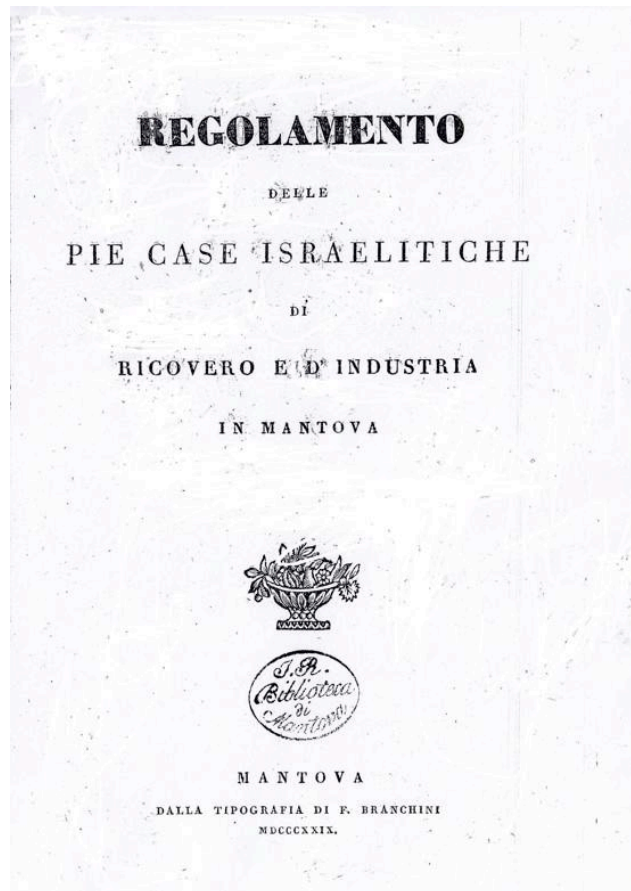 REGOLAMENTO
DELLE
PIE CASE ISRAELITICHE
DI
RICOVERO E D' INDUSTRIA
IN MANTOVA
I. R.
Biblioteca
di
Mantova
MANTOVA
DALLA TIPOGRAFIA DI F. BRANCHINI
MDCCCXXIX.